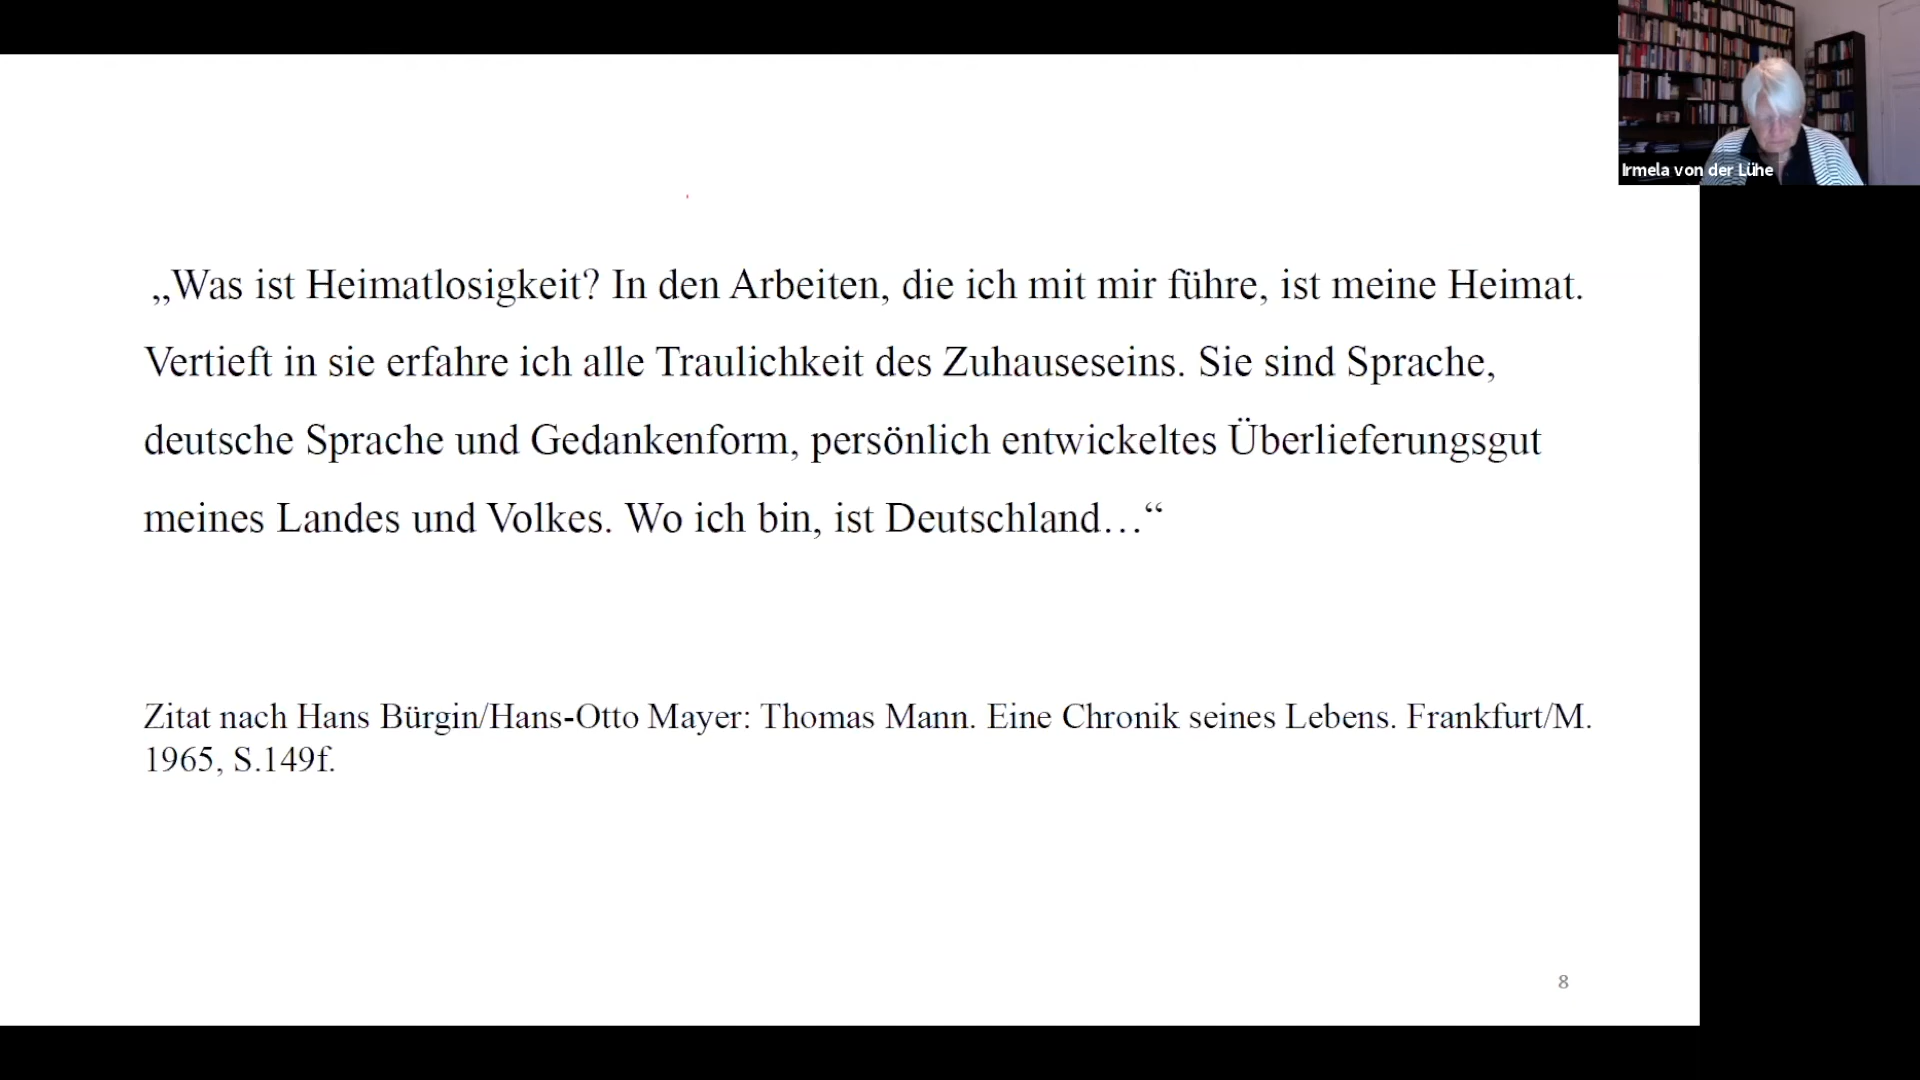 Irmela von der Lühe
„Was ist Heimatlosigkeit? In den Arbeiten, die ich mit mir führe, ist meine Heimat.
Vertieft in sie erfahre ich alle Traulichkeit des Zuhauseseins. Sie sind Sprache,
deutsche Sprache und Gedankenform, persönlich entwickeltes Überlieferungsgut
meines Landes und Volkes. Wo ich bin, ist Deutschland…“
Zitat nach Hans Bürgin/Hans-Otto Mayer: Thomas Mann. Eine Chronik seines Lebens. Frankfurt/M.
1965, S.149f.
8